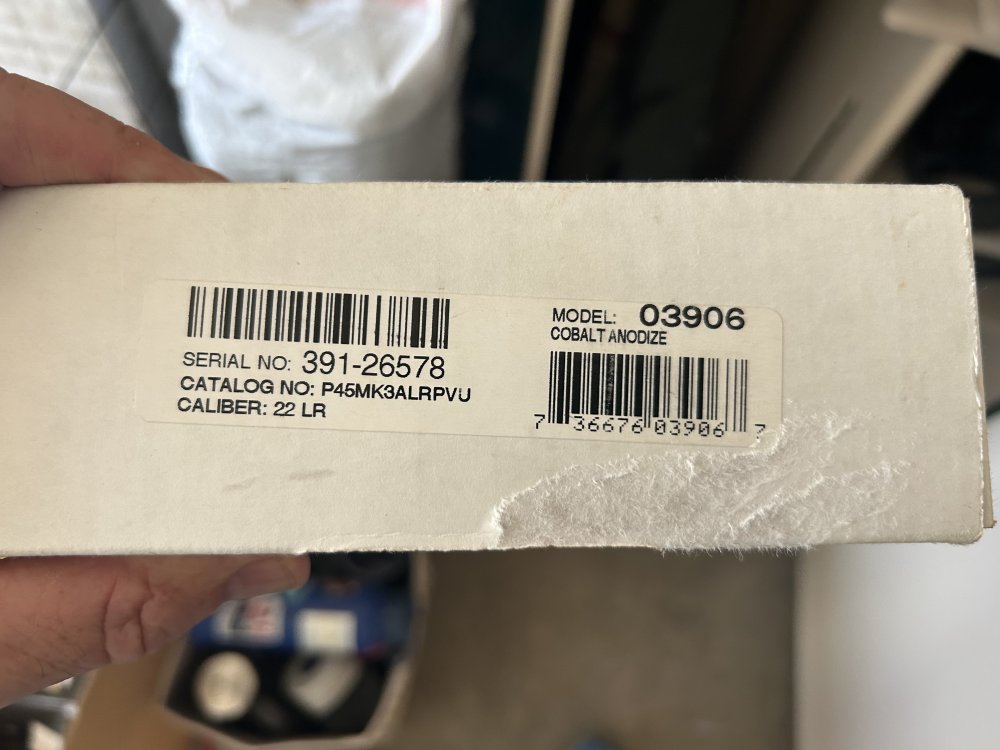 SERIAL NO: 391-26578
CATALOG NO: P45MK3ALRPVU
CALIBER: 22 LR
MODEL: 03906
COBALT ANODIZE
7 36676 03906 7